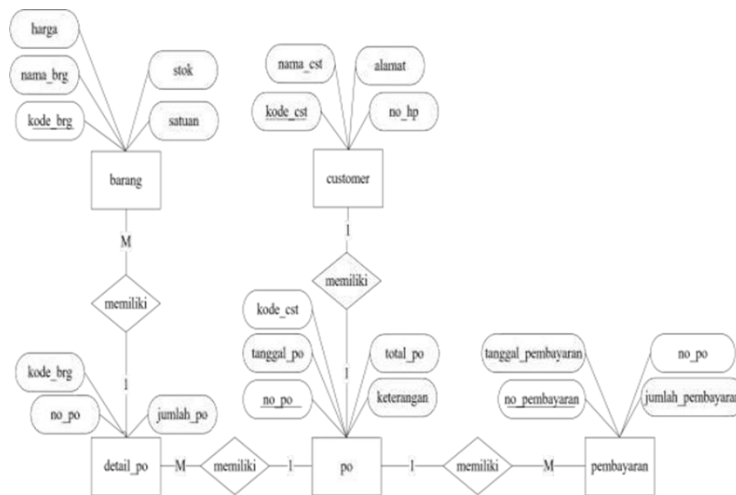 harga
nama_brg
stok
kode_brg
satuan
barang
nama_cst
alamat
kode_cst
no_hp
customer
M
memiliki
1
1
memiliki
1
kode_brg
no_po
jumlah_po
detail_po
M
memiliki
1
kode_cst
tanggal_po
total_po
no_po
keterangan
po
1
memiliki
M
tanggal_pembayaran
no_po
no_pembayaran
jumlah_pembayaran
pembayaran